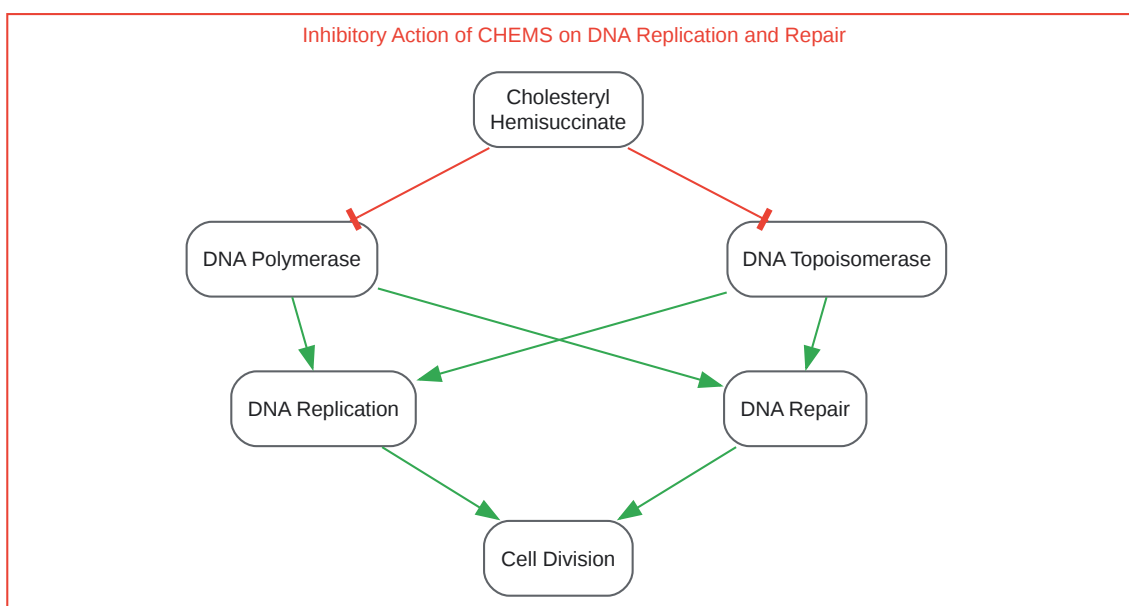 Inhibitory Action of CHEMS on DNA Replication and Repair
Cholesteryl
Hemisuccinate
DNA Polymerase
DNA Topoisomerase
DNA Replication
DNA Repair
Cell Division